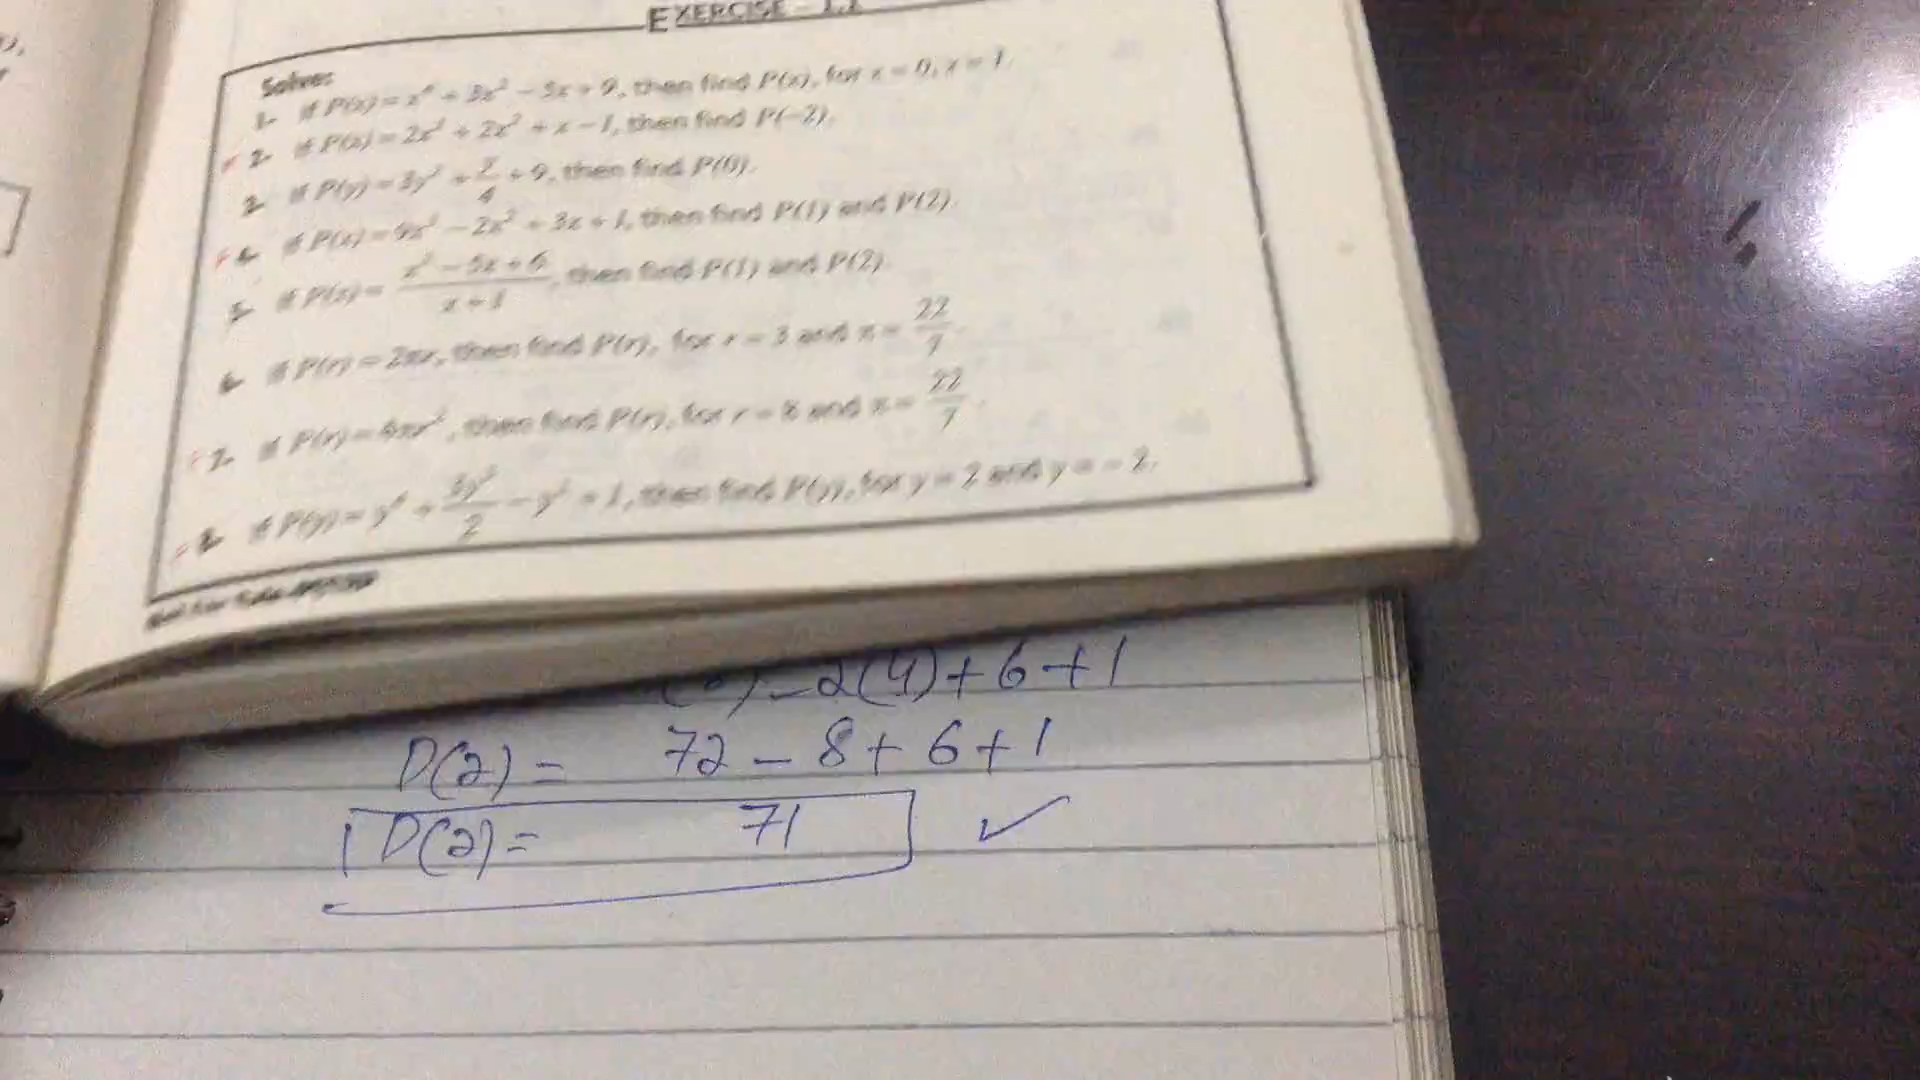 EXERCISE - 1.1
Solve:
1. If P(x) = x⁴ + 3x² - 5x + 9, then find P(x), for x = 0, x = 1.
2. If P(x) = 2x³ + 2x² + x - 1, then find P(-2).
3. If P(y) = 3y² + y/4 + 9, then find P(0).
4. If P(x) = 9x³ - 2x² + 3x + 1, then find P(1) and P(2).
5. If P(x) = (x² - 5x + 6)/(x + 1), then find P(1) and P(2).
6. If P(r) = 2πr, then find P(r), for r = 3 and π = 22/7.
7. If P(r) = 4πr², then find P(r), for r = 8 and π = 22/7.
8. If P(y) = y⁴ + 3y³/2 - y² + 1, then find P(y), for y = 2 and y = - 2.
Not For Sale
- 2(4) + 6 + 1
P(2) = 72 - 8 + 6 + 1
P(2) = 71 ✓